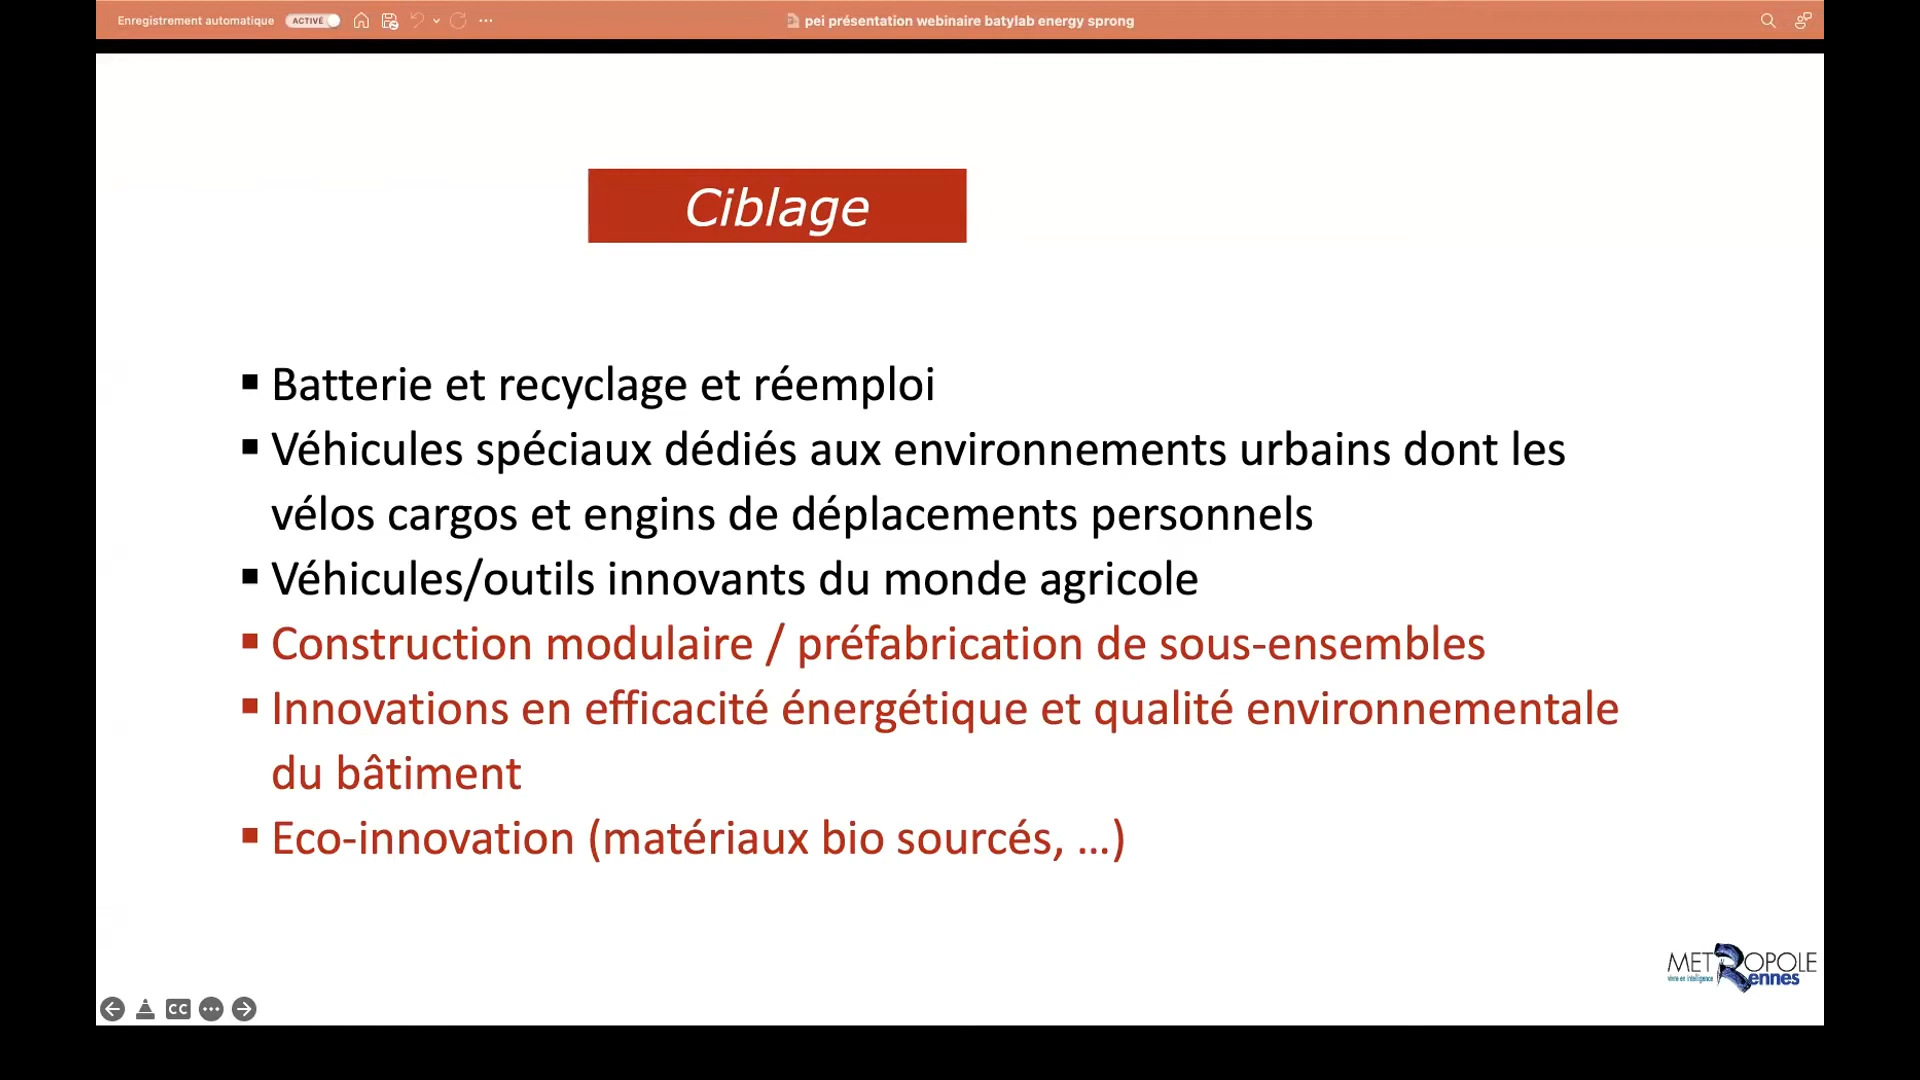 Enregistrement automatique ACTIVÉ pei présentation webinaire batylab energy sprong
Ciblage
Batterie et recyclage et réemploi
Véhicules spéciaux dédiés aux environnements urbains dont les
vélos cargos et engins de déplacements personnels
Véhicules/outils innovants du monde agricole
Construction modulaire / préfabrication de sous-ensembles
Innovations en efficacité énergétique et qualité environnementale
du bâtiment
Eco-innovation (matériaux bio sourcés, ...)
METROPOLE
Vivre en intelligence Rennes
CC